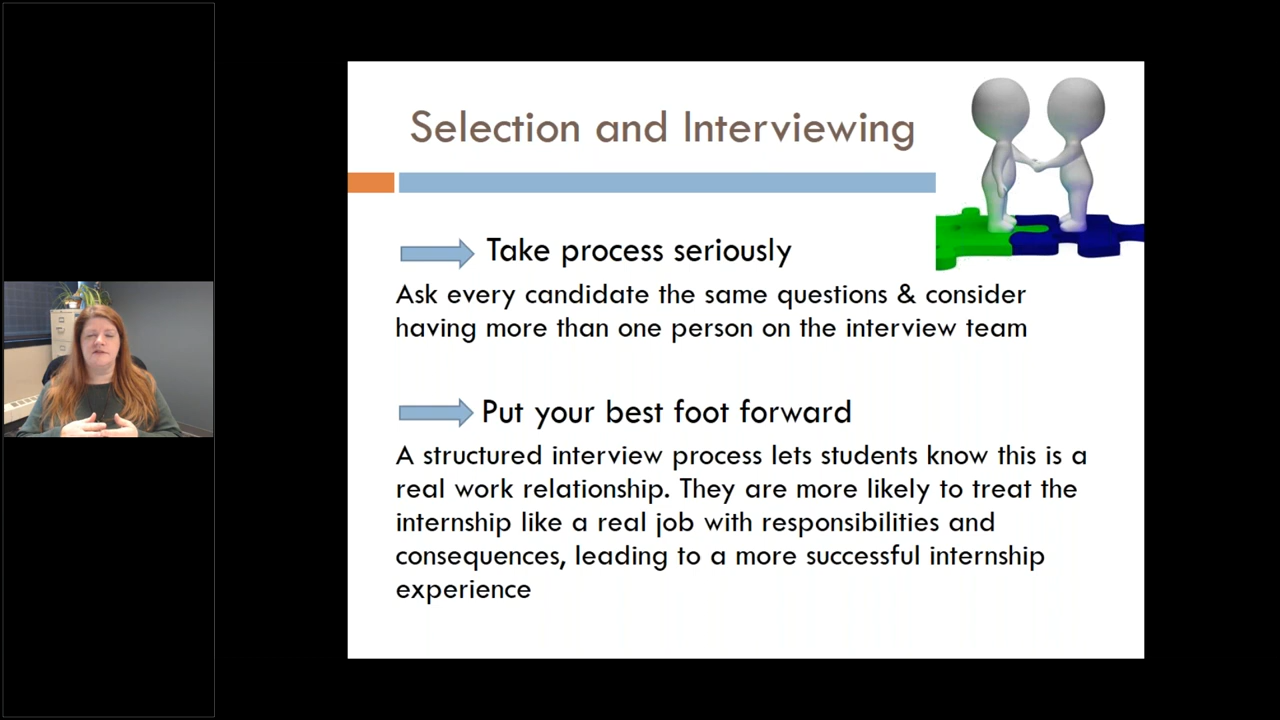 Selection and Interviewing
Take process seriously
Ask every candidate the same questions & consider
having more than one person on the interview team
Put your best foot forward
A structured interview process lets students know this is a
real work relationship. They are more likely to treat the
internship like a real job with responsibilities and
consequences, leading to a more successful internship
experience